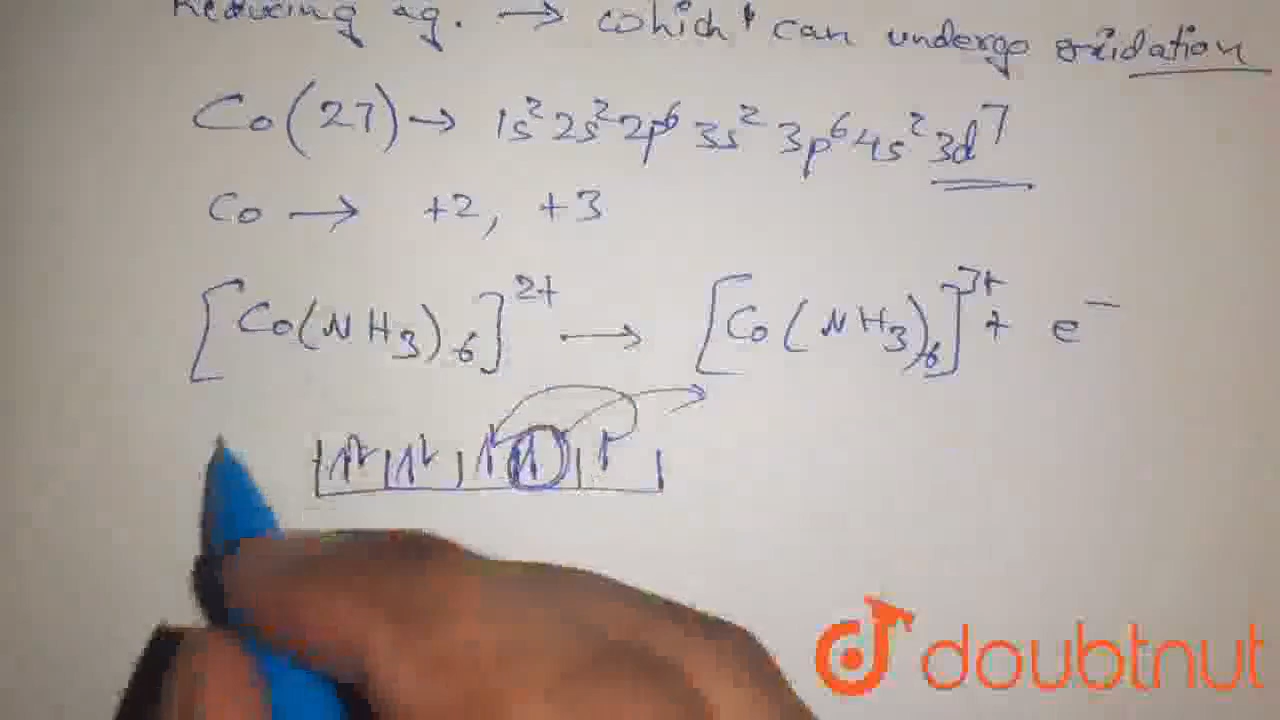 Reducing ag. → which can undergo oxidation
Co(27) → 1s² 2s² 2p⁶ 3s² 3p⁶ 4s² 3d⁷
Co → +2, +3
[Co(NH₃)₆]²⁺ → [Co(NH₃)₆]³⁺ + e⁻
doubtnut